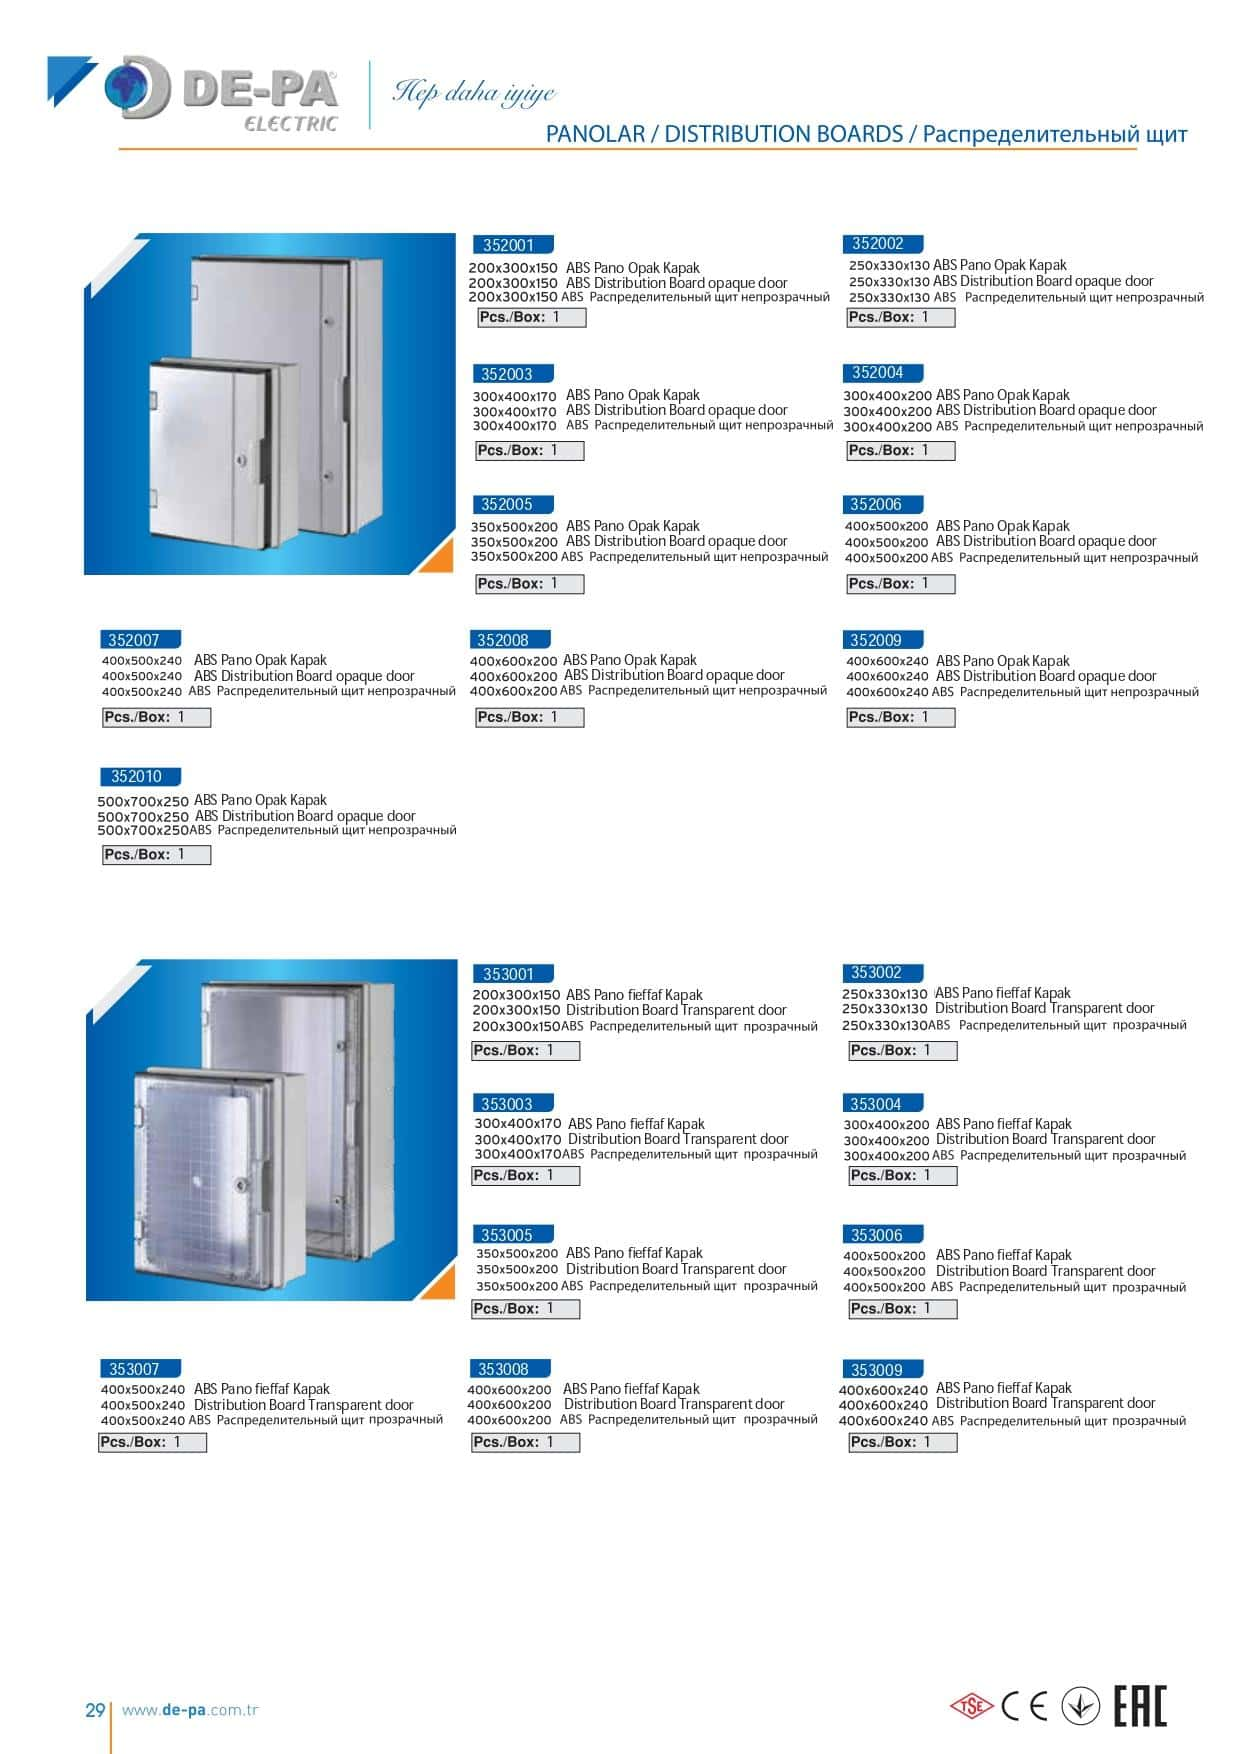 DE-PA®
ELECTRIC
Hep daha iyiye
PANOLAR / DISTRIBUTION BOARDS / Распределительный щит
352001
200x300x150 ABS Pano Opak Kapak
200x300x150 ABS Distribution Board opaque door
200x300x150 ABS Распределительный щит непрозрачный
Pcs./Box: 1
352002
250x330x130 ABS Pano Opak Kapak
250x330x130 ABS Distribution Board opaque door
250x330x130 ABS Распределительный щит непрозрачный
Pcs./Box: 1
352003
300x400x170 ABS Pano Opak Kapak
300x400x170 ABS Distribution Board opaque door
300x400x170 ABS Распределительный щит непрозрачный
Pcs./Box: 1
352004
300x400x200 ABS Pano Opak Kapak
300x400x200 ABS Distribution Board opaque door
300x400x200 ABS Распределительный щит непрозрачный
Pcs./Box: 1
352005
350x500x200 ABS Pano Opak Kapak
350x500x200 ABS Distribution Board opaque door
350x500x200 ABS Распределительный щит непрозрачный
Pcs./Box: 1
352006
400x500x200 ABS Pano Opak Kapak
400x500x200 ABS Distribution Board opaque door
400x500x200 ABS Распределительный щит непрозрачный
Pcs./Box: 1
352007
400x500x240 ABS Pano Opak Kapak
400x500x240 ABS Distribution Board opaque door
400x500x240 ABS Распределительный щит непрозрачный
Pcs./Box: 1
352008
400x600x200 ABS Pano Opak Kapak
400x600x200 ABS Distribution Board opaque door
400x600x200 ABS Распределительный щит непрозрачный
Pcs./Box: 1
352009
400x600x240 ABS Pano Opak Kapak
400x600x240 ABS Distribution Board opaque door
400x600x240 ABS Распределительный щит непрозрачный
Pcs./Box: 1
352010
500x700x250 ABS Pano Opak Kapak
500x700x250 ABS Distribution Board opaque door
500x700x250ABS Распределительный щит непрозрачный
Pcs./Box: 1
353001
200x300x150 ABS Pano fieffaf Kapak
200x300x150 Distribution Board Transparent door
200x300x150ABS Распределительный щит прозрачный
Pcs./Box: 1
353002
250x330x130 ABS Pano fieffaf Kapak
250x330x130 Distribution Board Transparent door
250x330x130ABS Распределительный щит прозрачный
Pcs./Box: 1
353003
300x400x170 ABS Pano fieffaf Kapak
300x400x170 Distribution Board Transparent door
300x400x170ABS Распределительный щит прозрачный
Pcs./Box: 1
353004
300x400x200 ABS Pano fieffaf Kapak
300x400x200 Distribution Board Transparent door
300x400x200 ABS Распределительный щит прозрачный
Pcs./Box: 1
353005
350x500x200 ABS Pano fieffaf Kapak
350x500x200 Distribution Board Transparent door
350x500x200 ABS Распределительный щит прозрачный
Pcs./Box: 1
353006
400x500x200 ABS Pano fieffaf Kapak
400x500x200 Distribution Board Transparent door
400x500x200 ABS Распределительный щит прозрачный
Pcs./Box: 1
353007
400x500x240 ABS Pano fieffaf Kapak
400x500x240 Distribution Board Transparent door
400x500x240 ABS Распределительный щит прозрачный
Pcs./Box: 1
353008
400x600x200 ABS Pano fieffaf Kapak
400x600x200 Distribution Board Transparent door
400x600x200 ABS Распределительный щит прозрачный
Pcs./Box: 1
353009
400x600x240 ABS Pano fieffaf Kapak
400x600x240 Distribution Board Transparent door
400x600x240 ABS Распределительный щит прозрачный
Pcs./Box: 1
29 www.de-pa.com.tr
TSE CE EAC